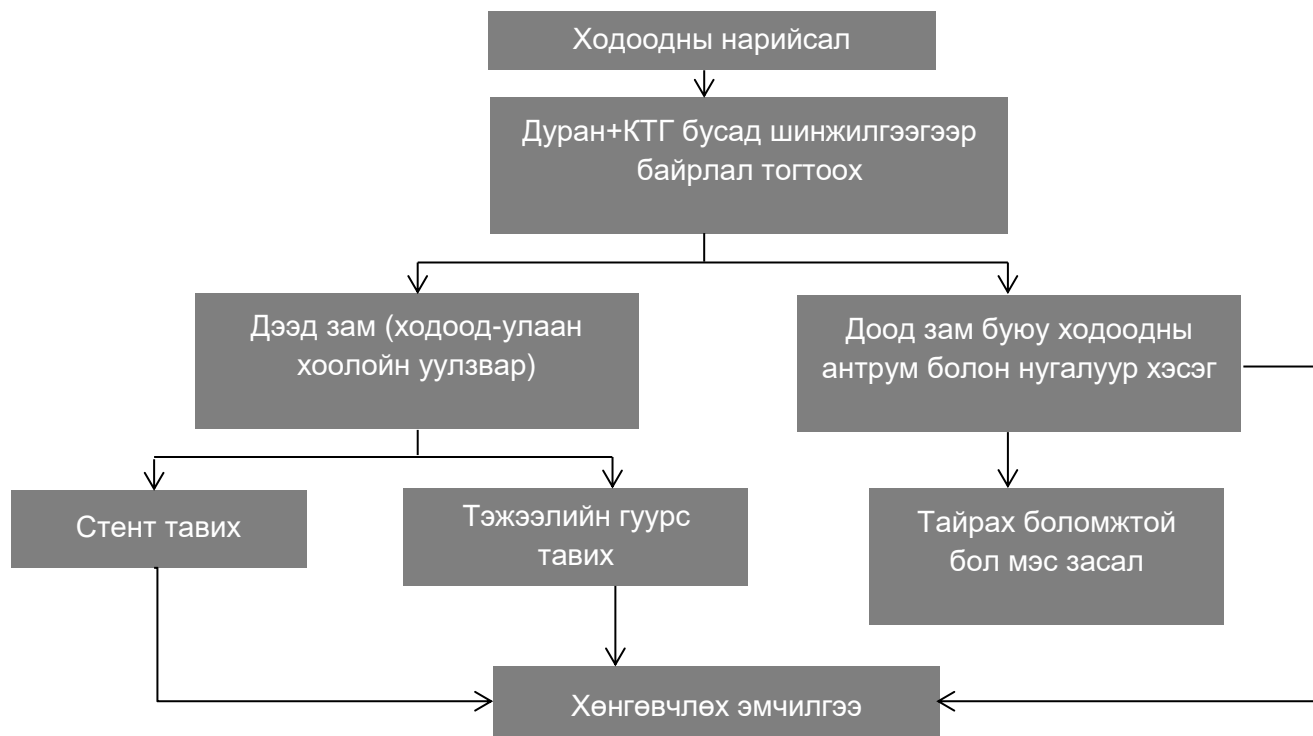 Ходоодны нарийсал
Дуран+КТГ бусад шинжилгээгээр
байрлал тогтоох
Дээд зам (ходоод-улаан
хоолойн уулзвар)
Доод зам буюу ходоодны
антрум болон нугалуур хэсэг
Стент тавих
Тэжээлийн гуурс
тавих
Тайрах боломжтой
бол мэс засал
Хөнгөвчлөх эмчилгээ